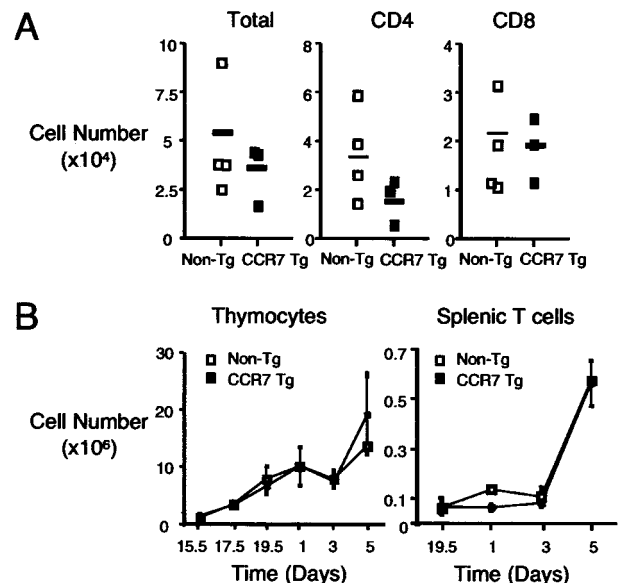 A
Total CD4 CD8
Cell Number
(x10⁴)
10
7.5
5
2.5
0
8
6
4
2
0
4
3
2
1
0
Non-Tg CCR7 Tg
Non-Tg CCR7 Tg
Non-Tg CCR7 Tg
B
Thymocytes
Splenic T cells
Cell Number
(x10⁶)
30
20
10
0
Non-Tg
CCR7 Tg
15.5 17.5 19.5 1 3 5
Time (Days)
0.7
0.5
0.3
0.1
0
Non-Tg
CCR7 Tg
19.5 1 3 5
Time (Days)